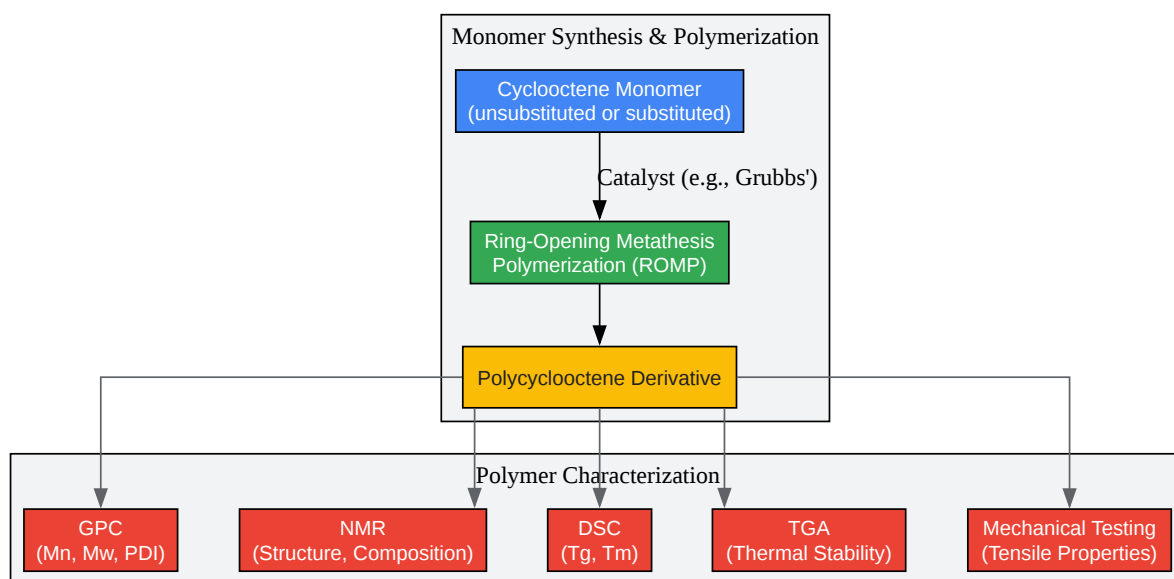 Monomer Synthesis & Polymerization
Cyclooctene Monomer
(unsubstituted or substituted)
Catalyst (e.g., Grubbs')
Ring-Opening Metathesis
Polymerization (ROMP)
Polycyclooctene Derivative
Polymer Characterization
GPC
(Mn, Mw, PDI)
NMR
(Structure, Composition)
DSC
(Tg, Tm)
TGA
(Thermal Stability)
Mechanical Testing
(Tensile Properties)